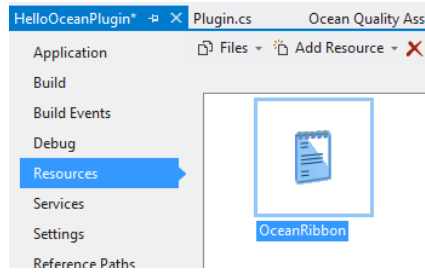 HelloOceanPlugin* Plugin.cs Ocean Quality Ass
Application
Files Add Resource
Build
Build Events
Debug
Resources
Services
OceanRibbon
Settings
Reference Paths